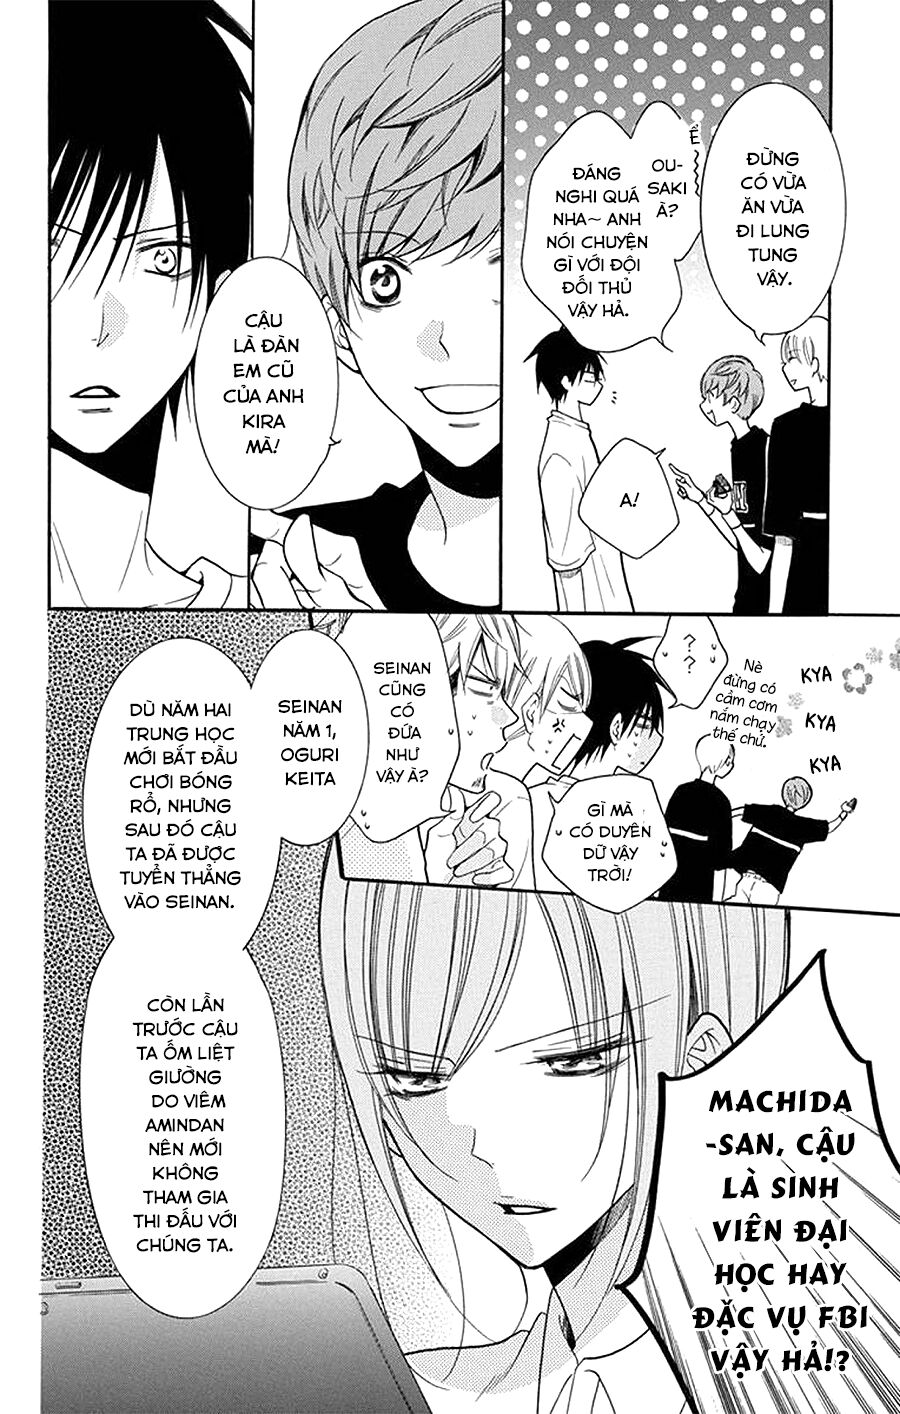 ĐỪNG
CÓ VỪA
ĂN VỪA
ĐI LUNG
TUNG
VẬY.
Ể
OU-
SAKI
À?
ĐÁNG
NGHI QUÁ
NHA~ ANH
NÓI CHUYỆN
GÌ VỚI ĐỘI
ĐỐI THỦ
VẬY HẢ.
A!
CẬU
LÀ ĐÀN
EM CŨ
CỦA ANH
KIRA
MÀ!
KYA
KYA
KYA
Nè
đừng có
cầm cơm
nắm chạy
thế chứ.
?
?
GÌ MÀ
CÓ DUYÊN
DỮ VẬY
TRỜI!
SEINAN
CŨNG
CÓ
ĐỨA
NHƯ
VẬY À?
SEINAN
NĂM 1,
OGURI
KEITA
DÙ NĂM HAI
TRUNG HỌC
MỚI BẮT ĐẦU
CHƠI BÓNG
RỔ, NHƯNG
SAU ĐÓ CẬU
TA ĐÃ ĐƯỢC
TUYỂN THẲNG
VÀO SEINAN.
CÒN LẦN
TRƯỚC CẬU
TA ỐM LIỆT
GIƯỜNG
DO VIÊM
AMINDAN
NÊN MỚI
KHÔNG
THAM GIA
THI ĐẤU VỚI
CHÚNG TA.
MACHIDA
-SAN, CẬU
LÀ SINH
VIÊN ĐẠI
HỌC HAY
ĐẶC VỤ FBI
VẬY HẢ!?